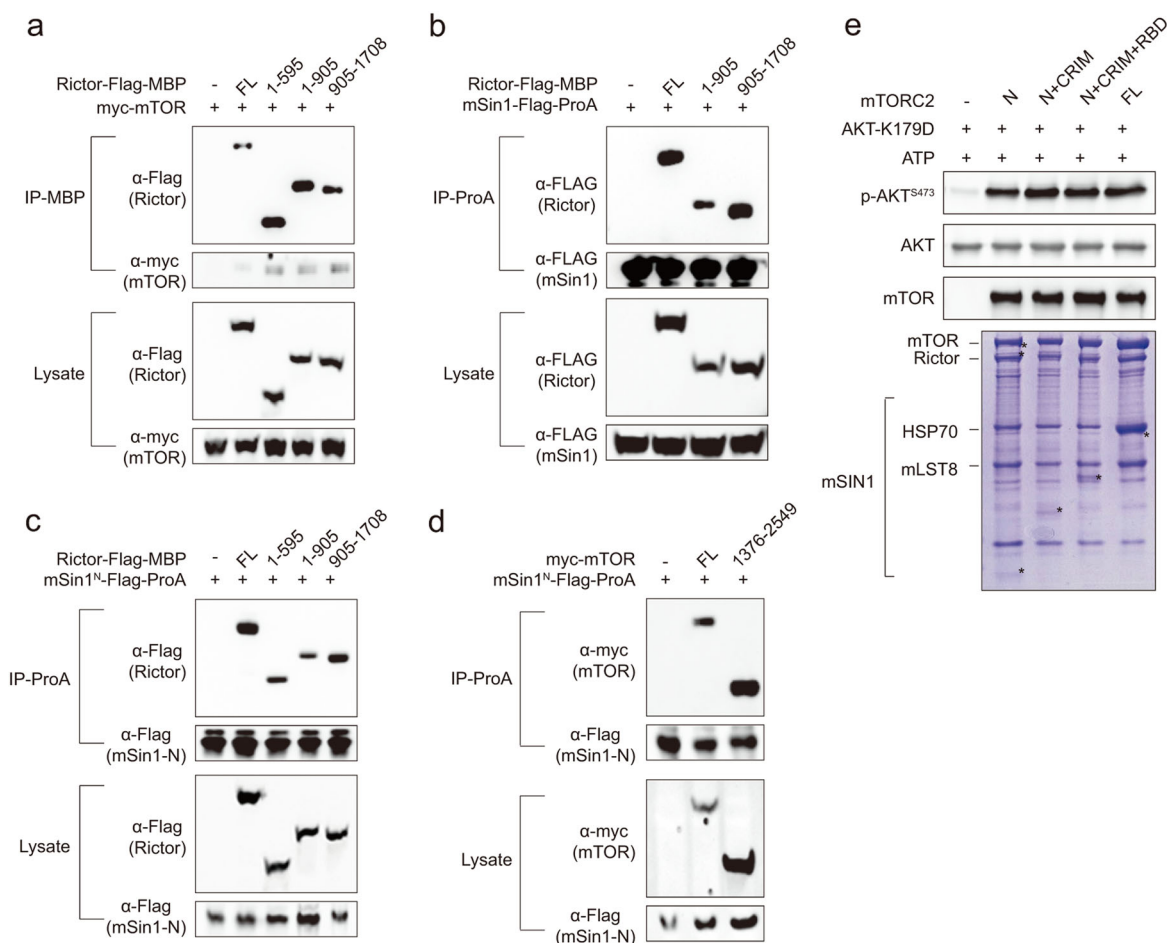 a
Rictor-Flag-MBP - FL 1-595 1-905 905-1708
myc-mTOR + + + + +
IP-MBP
α-Flag
(Rictor)
α-myc
(mTOR)
Lysate
α-Flag
(Rictor)
α-myc
(mTOR)
b
Rictor-Flag-MBP - FL 1-905 905-1708
mSin1-Flag-ProA + + + +
IP-ProA
α-FLAG
(Rictor)
α-FLAG
(mSin1)
Lysate
α-FLAG
(Rictor)
α-FLAG
(mSin1)
e
mTORC2 - N N+CRIM N+CRIM+RBD FL
AKT-K179D + + + + +
ATP + + + + +
p-AKTS473
AKT
mTOR
mTOR
Rictor
HSP70
mSIN1
mLST8
* * * * * *
c
Rictor-Flag-MBP - FL 1-595 1-905 905-1708
mSin1N-Flag-ProA + + + + +
IP-ProA
α-Flag
(Rictor)
α-Flag
(mSin1-N)
Lysate
α-Flag
(Rictor)
α-Flag
(mSin1-N)
d
myc-mTOR - FL 1376-2549
mSin1N-Flag-ProA + + +
IP-ProA
α-myc
(mTOR)
α-Flag
(mSin1-N)
Lysate
α-myc
(mTOR)
α-Flag
(mSin1-N)